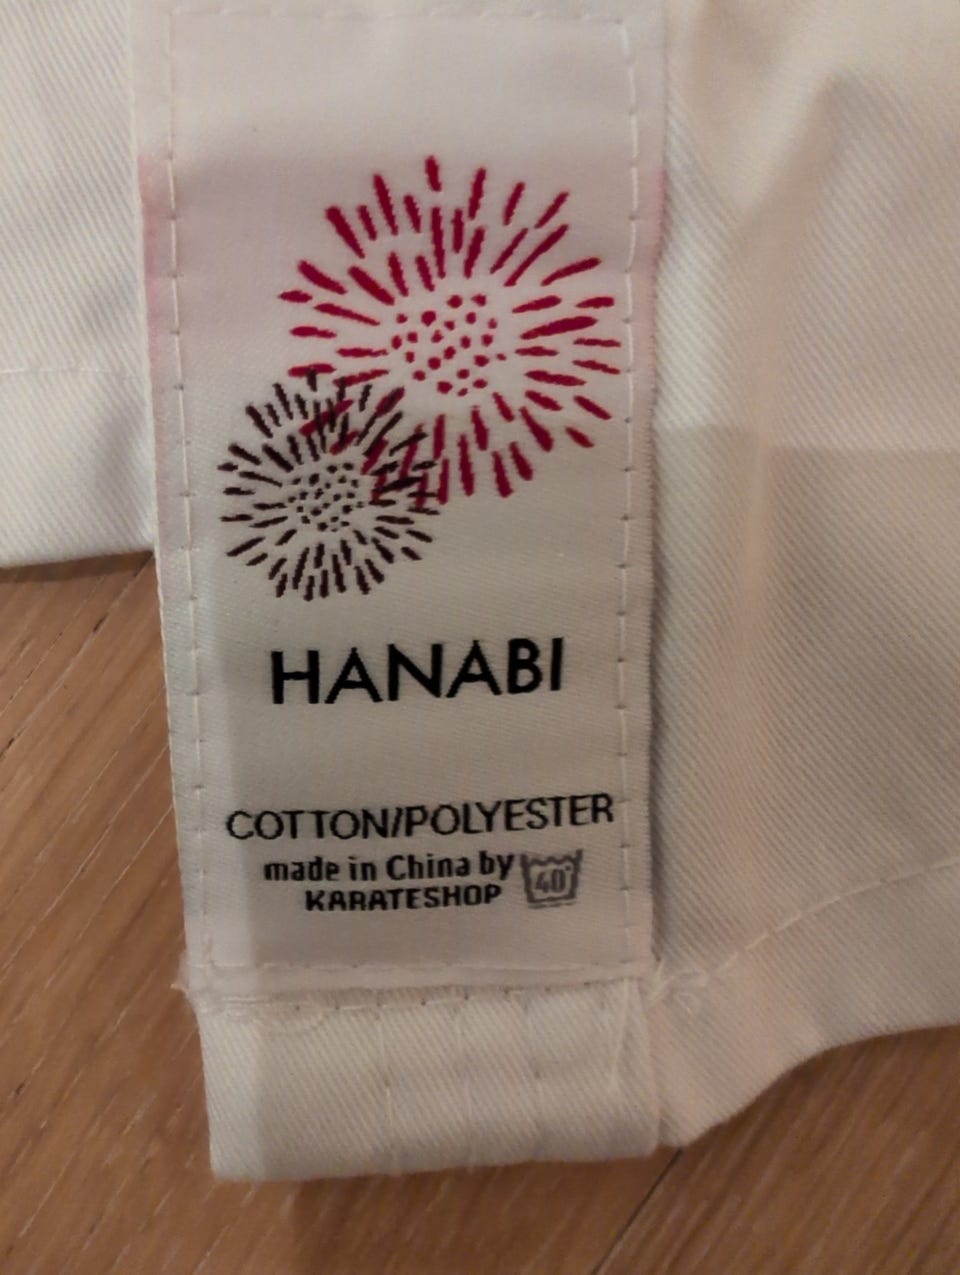 HANABI
COTTON/POLYESTER
made in China by
KARATESHOP
40°